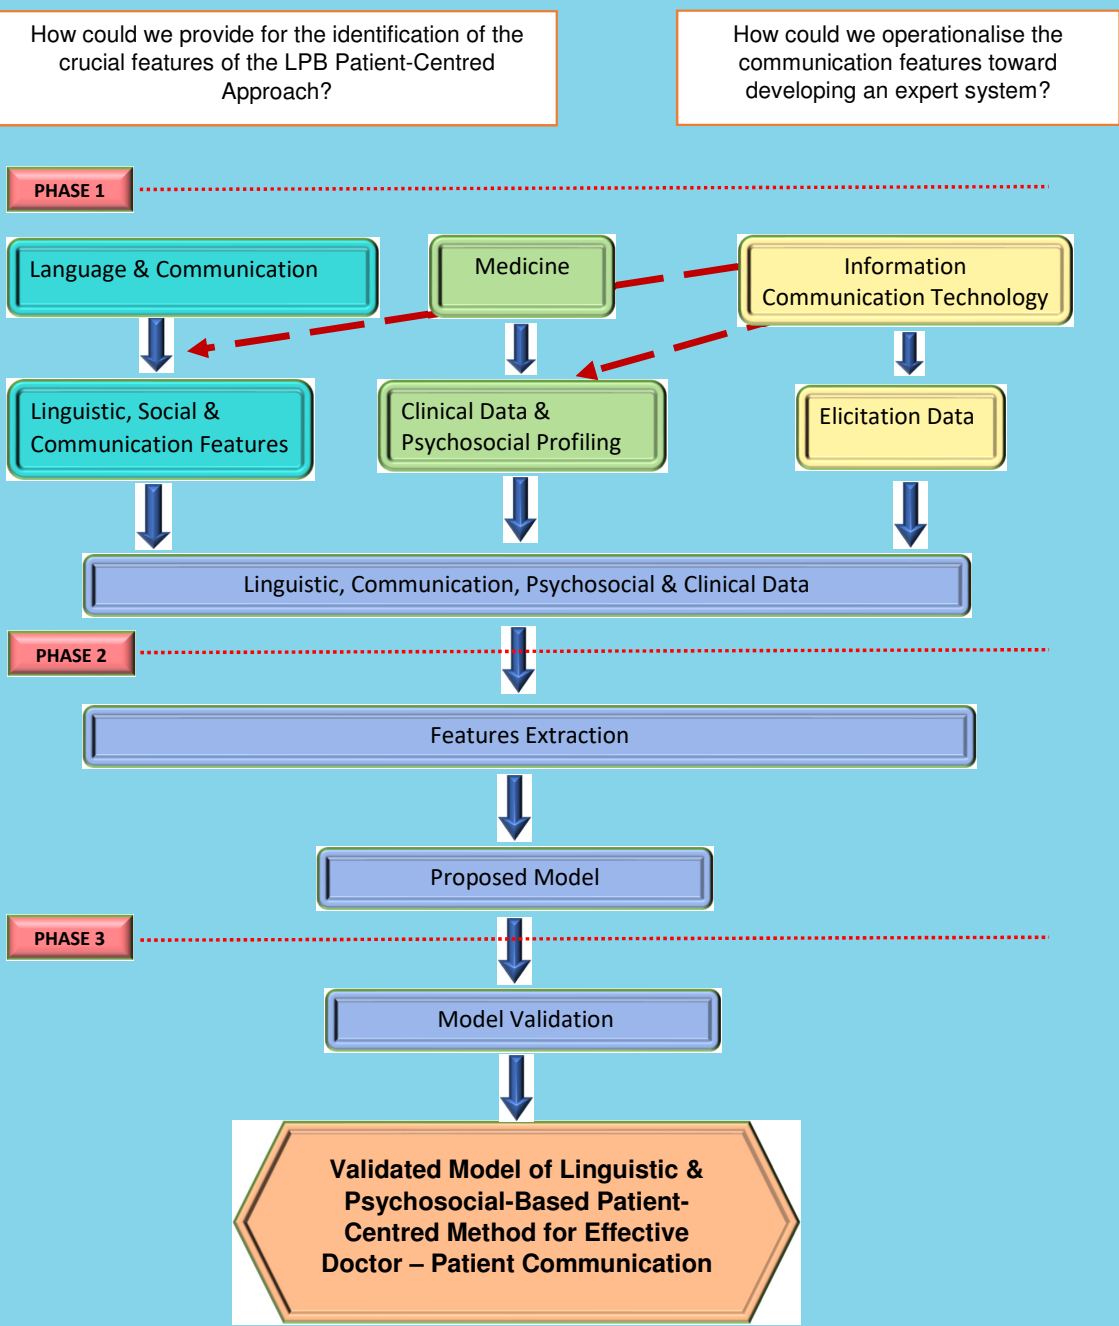 How could we provide for the identification of the
crucial features of the LPB Patient-Centred
Approach?
How could we operationalise the
communication features toward
developing an expert system?
PHASE 1
Language & Communication
Medicine
Information
Communication Technology
Linguistic, Social &
Communication Features
Clinical Data &
Psychosocial Profiling
Elicitation Data
Linguistic, Communication, Psychosocial & Clinical Data
PHASE 2
Features Extraction
Proposed Model
PHASE 3
Model Validation
Validated Model of Linguistic &
Psychosocial-Based Patient-
Centred Method for Effective
Doctor – Patient Communication